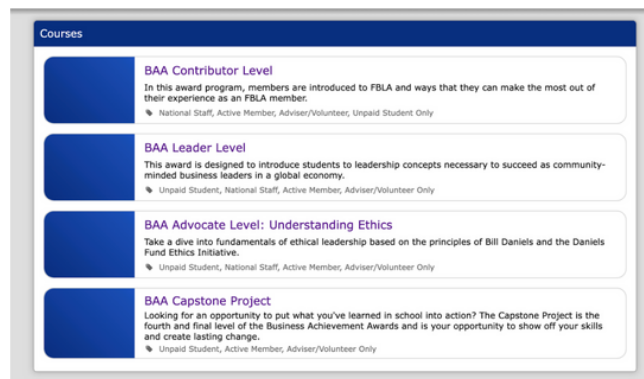 Courses
BAA Contributor Level
In this award program, members are introduced to FBLA and ways that they can make the most out of
their experience as an FBLA member.
National Staff, Active Member, Adviser/Volunteer, Unpaid Student Only
BAA Leader Level
This award is designed to introduce students to leadership concepts necessary to succeed as community-
minded business leaders in a global economy.
Unpaid Student, National Staff, Active Member, Adviser/Volunteer Only
BAA Advocate Level: Understanding Ethics
Take a dive into fundamentals of ethical leadership based on the principles of Bill Daniels and the Daniels
Fund Ethics Initiative.
Unpaid Student, National Staff, Active Member, Adviser/Volunteer Only
BAA Capstone Project
Looking for an opportunity to put what you've learned in school into action? The Capstone Project is the
fourth and final level of the Business Achievement Awards and is your opportunity to show off your skills
and create lasting change.
Unpaid Student, Active Member, Adviser/Volunteer Only